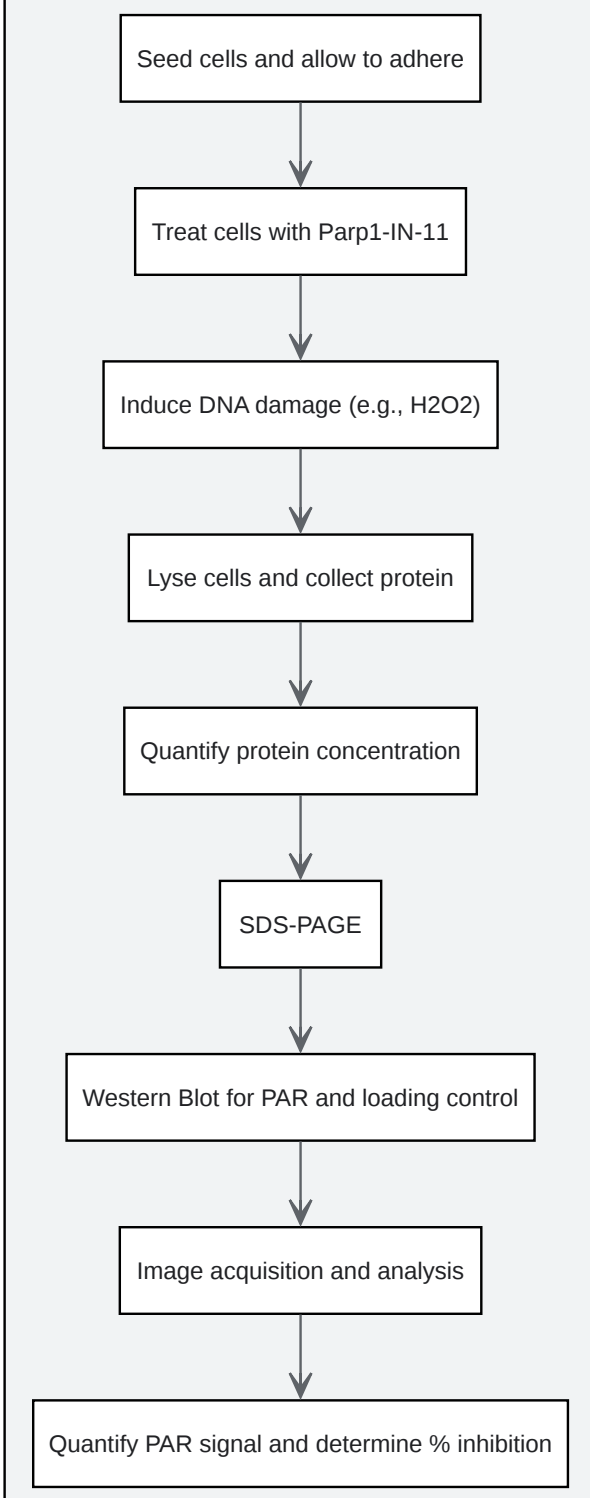 Seed cells and allow to adhere
Treat cells with Parp1-IN-11
Induce DNA damage (e.g., H2O2)
Lyse cells and collect protein
Quantify protein concentration
SDS-PAGE
Western Blot for PAR and loading control
Image acquisition and analysis
Quantify PAR signal and determine % inhibition